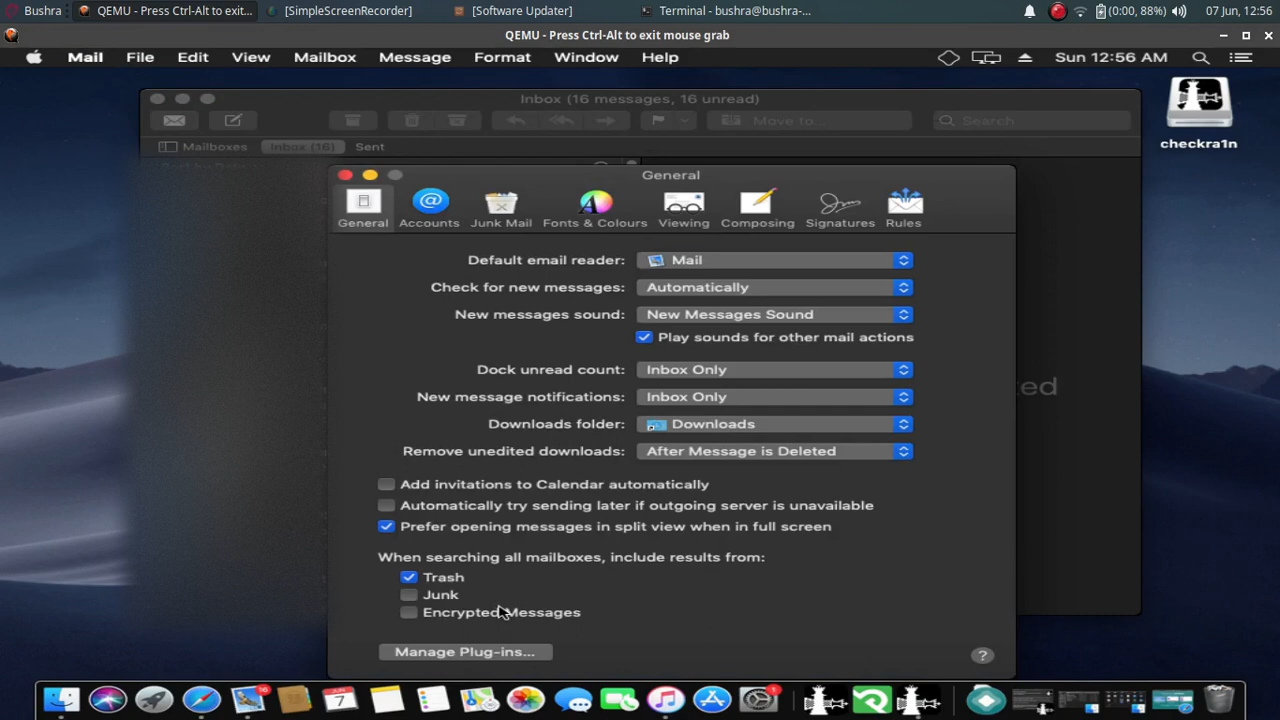 Bushra QEMU - Press Ctrl-Alt to exit... [SimpleScreenRecorder] [Software Updater] Terminal - bushra@bushra-... (0:00, 88%) 07 Jun, 12:56
QEMU - Press Ctrl-Alt to exit mouse grab
Mail File Edit View Mailbox Message Format Window Help Sun 12:56 AM
Inbox (16 messages, 16 unread)
Move to... Search
Mailboxes Inbox (16) Sent
checkra1n
General
General Accounts Junk Mail Fonts & Colours Viewing Composing Signatures Rules
Default email reader: Mail
Check for new messages: Automatically
New messages sound: New Messages Sound
Play sounds for other mail actions
Dock unread count: Inbox Only
New message notifications: Inbox Only
Downloads folder: Downloads
Remove unedited downloads: After Message is Deleted
Add invitations to Calendar automatically
Automatically try sending later if outgoing server is unavailable
Prefer opening messages in split view when in full screen
When searching all mailboxes, include results from:
Trash
Junk
Encrypted Messages
Manage Plug-ins... ?
16 7 1